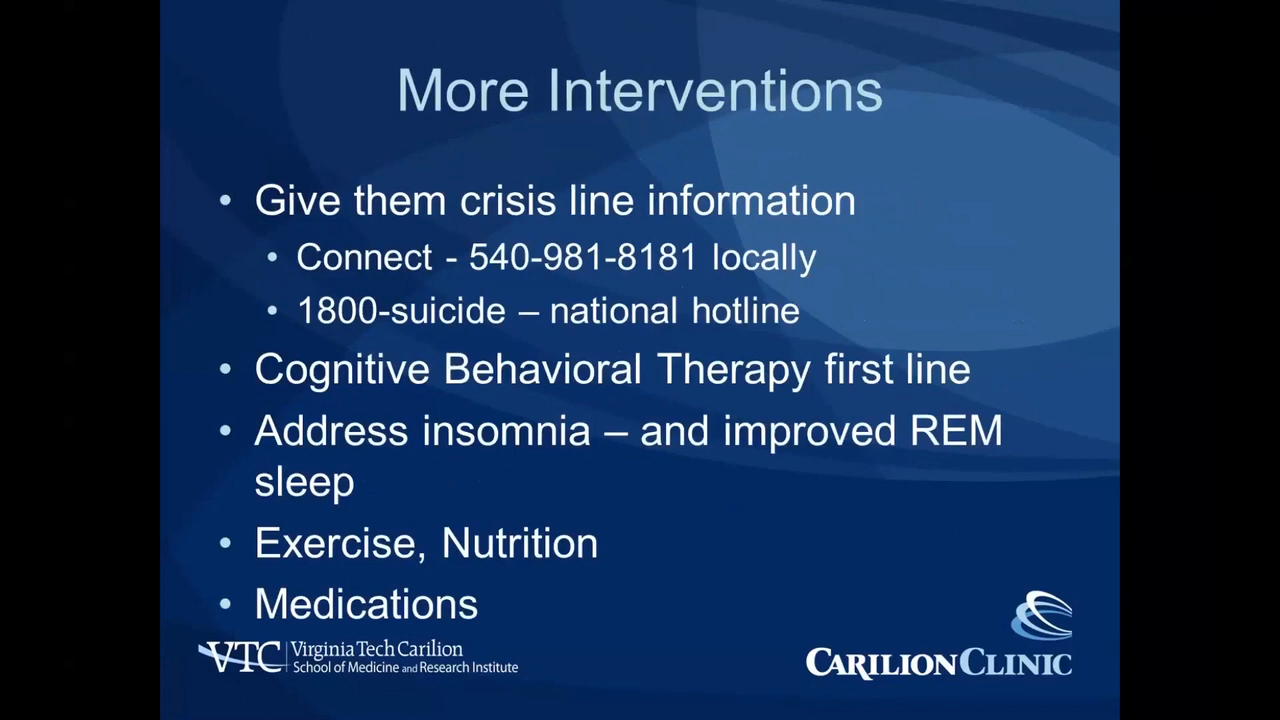 More Interventions
• Give them crisis line information
• Connect - 540-981-8181 locally
• 1800-suicide – national hotline
• Cognitive Behavioral Therapy first line
• Address insomnia – and improved REM
sleep
• Exercise, Nutrition
• Medications
VTC Virginia Tech Carilion
School of Medicine and Research Institute
CARILION CLINIC